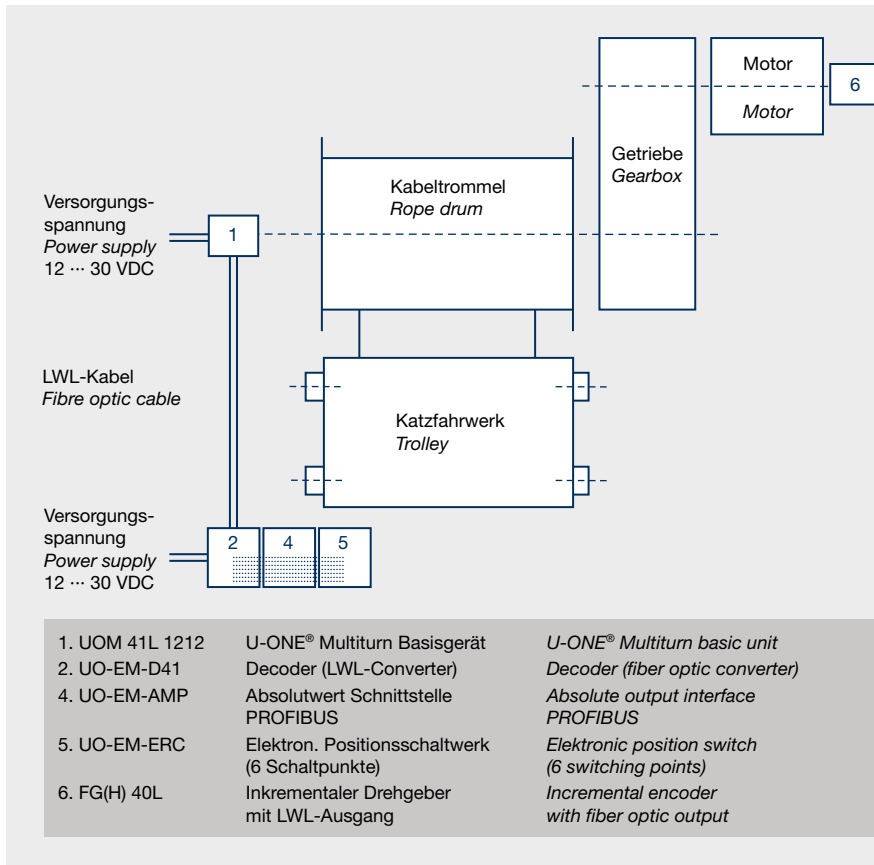 Motor
Motor
6
Getriebe
Gearbox
Kabeltrommel
Rope drum
Versorgungs-
spannung
Power supply
12 ··· 30 VDC
1
LWL-Kabel
Fibre optic cable
Katzfahrwerk
Trolley
Versorgungs-
spannung
Power supply
12 ··· 30 VDC
2 4 5
1. UOM 41L 1212 U-ONE® Multiturn Basisgerät U-ONE® Multiturn basic unit
2. UO-EM-D41 Decoder (LWL-Converter) Decoder (fiber optic converter)
4. UO-EM-AMP Absolutwert Schnittstelle Absolute output interface
PROFIBUS PROFIBUS
5. UO-EM-ERC Elektron. Positionsschaltwerk Elektronic position switch
(6 Schaltpunkte) (6 switching points)
6. FG(H) 40L Inkrementaler Drehgeber Incremental encoder
mit LWL-Ausgang with fiber optic output